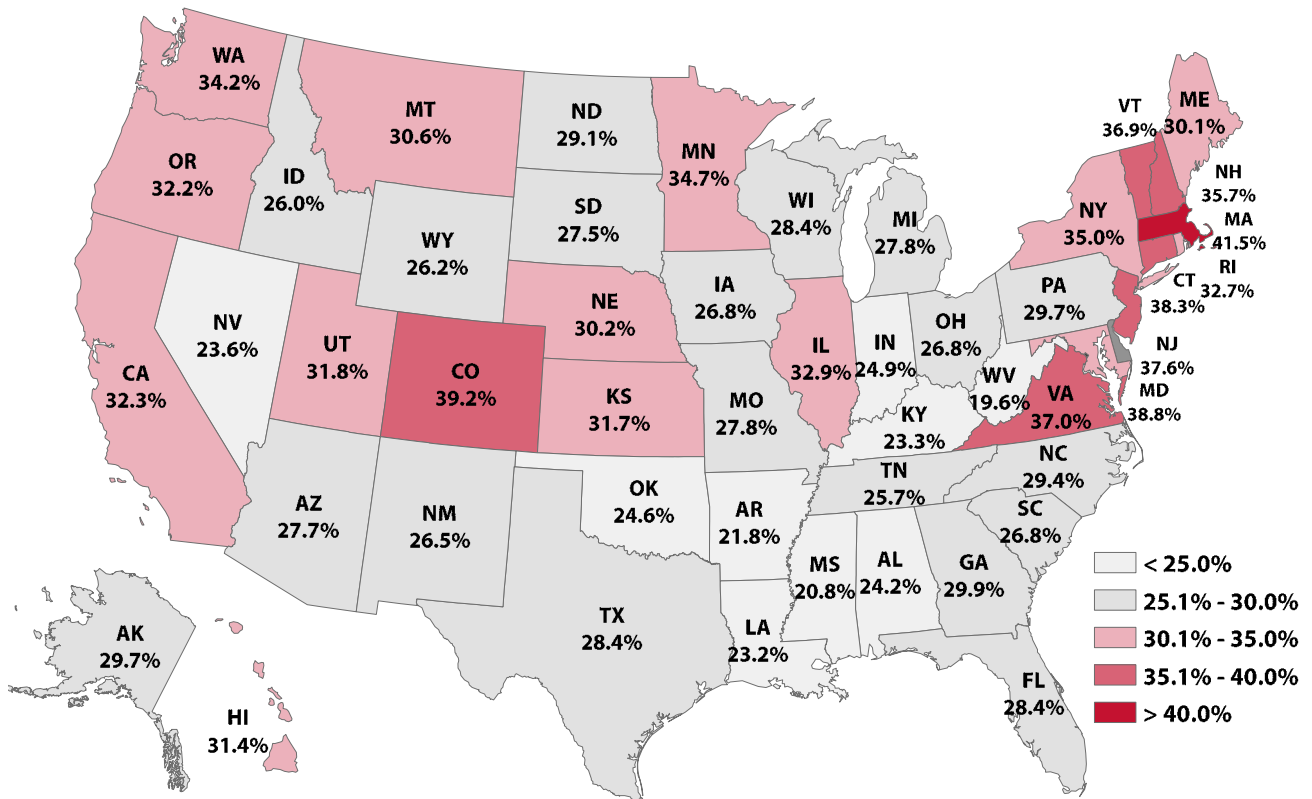 WA
34.2%
MT
30.6%
ND
29.1%
MN
34.7%
VT
36.9%
ME
30.1%
OR
32.2%
ID
26.0%
SD
27.5%
WI
28.4%
MI
27.8%
NY
35.0%
NH
35.7%
MA
41.5%
RI
32.7%
CT
38.3%
WY
26.2%
IA
26.8%
PA
29.7%
NJ
37.6%
MD
38.8%
NV
23.6%
UT
31.8%
CO
39.2%
NE
30.2%
IL
32.9%
IN
24.9%
OH
26.8%
WV
19.6%
VA
37.0%
CA
32.3%
KS
31.7%
MO
27.8%
KY
23.3%
TN
25.7%
NC
29.4%
SC
26.8%
AZ
27.7%
NM
26.5%
OK
24.6%
AR
21.8%
MS
20.8%
AL
24.2%
GA
29.9%
TX
28.4%
LA
23.2%
FL
28.4%
AK
29.7%
HI
31.4%
< 25.0%
25.1% - 30.0%
30.1% - 35.0%
35.1% - 40.0%
> 40.0%